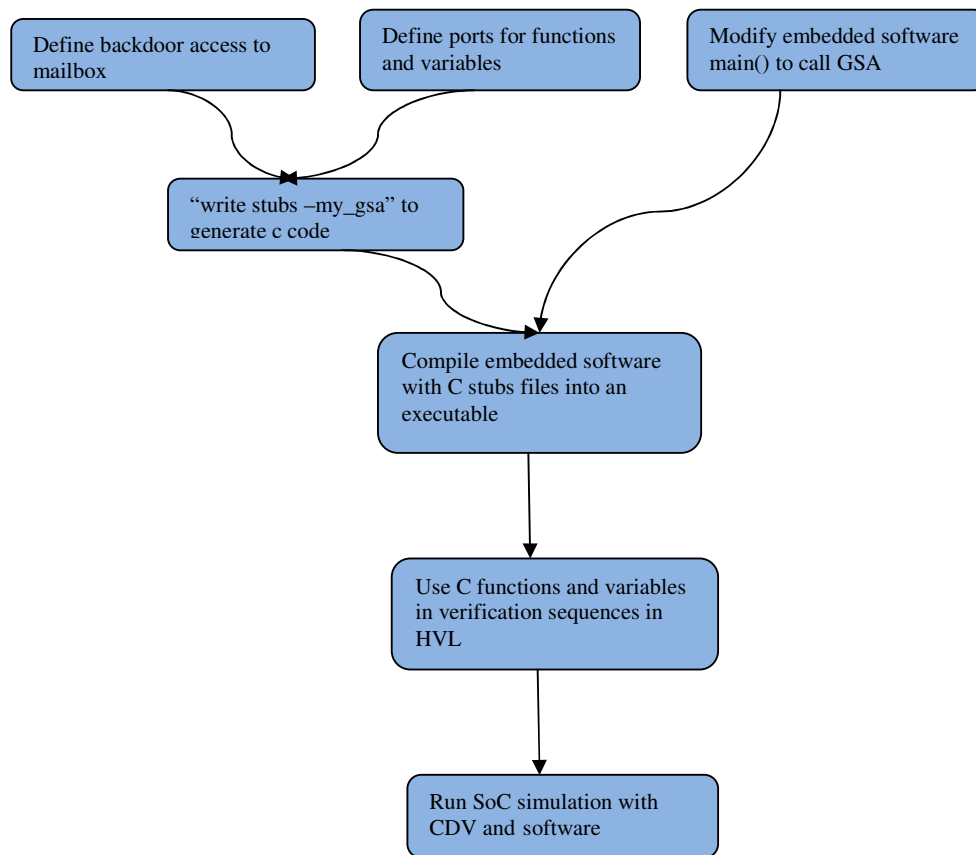 Define backdoor access to
mailbox
Define ports for functions
and variables
Modify embedded software
main() to call GSA
“write stubs –my_gsa” to
generate c code
Compile embedded software
with C stubs files into an
executable
Use C functions and variables
in verification sequences in
HVL
Run SoC simulation with
CDV and software